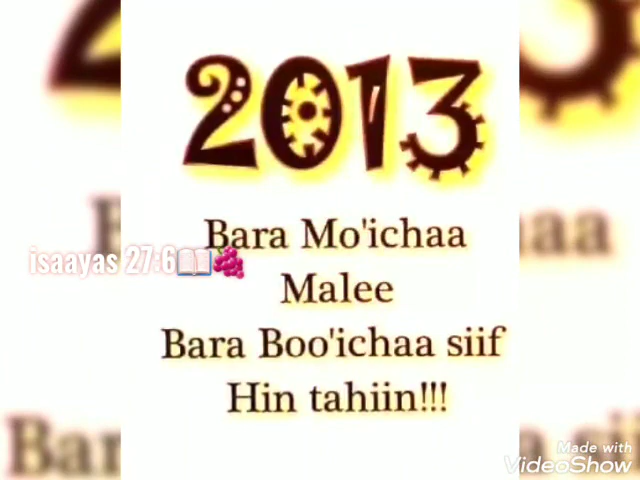 2013
Bara Mo'ichaa
isaayas 27:6📖🍇
Malee
Bara Boo'ichaa siif
Hin tahiin!!!
Made with
VideoShow